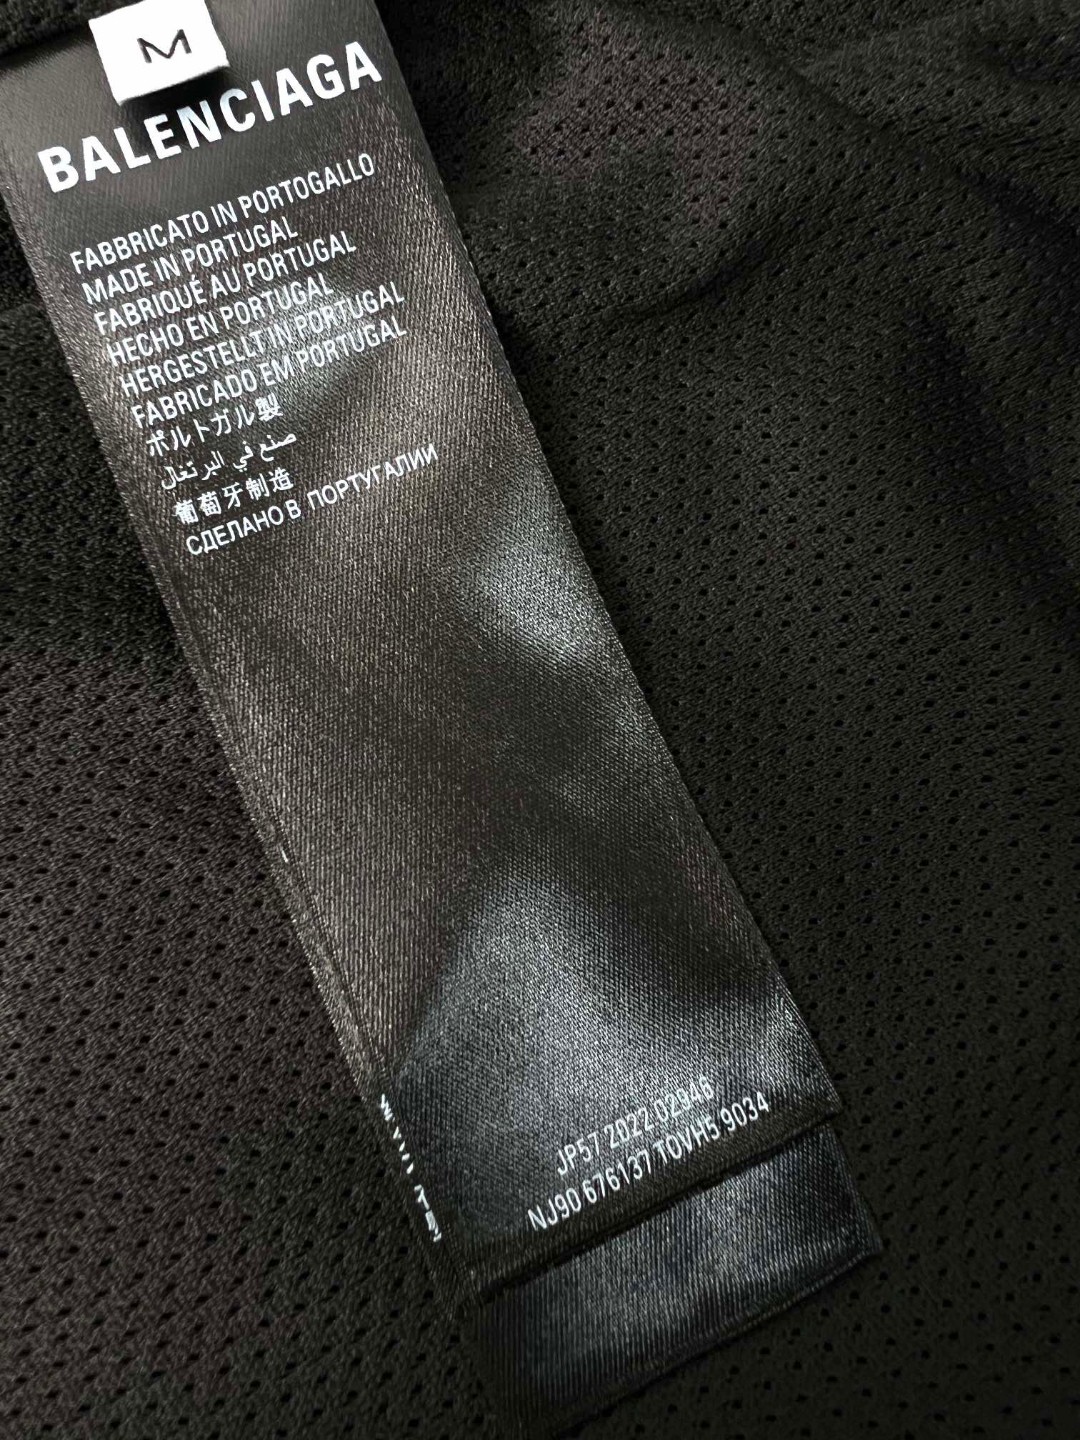 M
BALENCIAGA
FABBRICATO IN PORTOGALLO
MADE IN PORTUGAL
FABRIQUÉ AU PORTUGAL
HECHO EN PORTUGAL
HERGESTELLT IN PORTUGAL
FABRICADO EM PORTUGAL
ポルトガル製
صنع في البرتغال
葡萄牙制造
СДЕЛАНО В ПОРТУГАЛИИ
JP57 2022 02946
NJ90 676137 TOVH5 9034